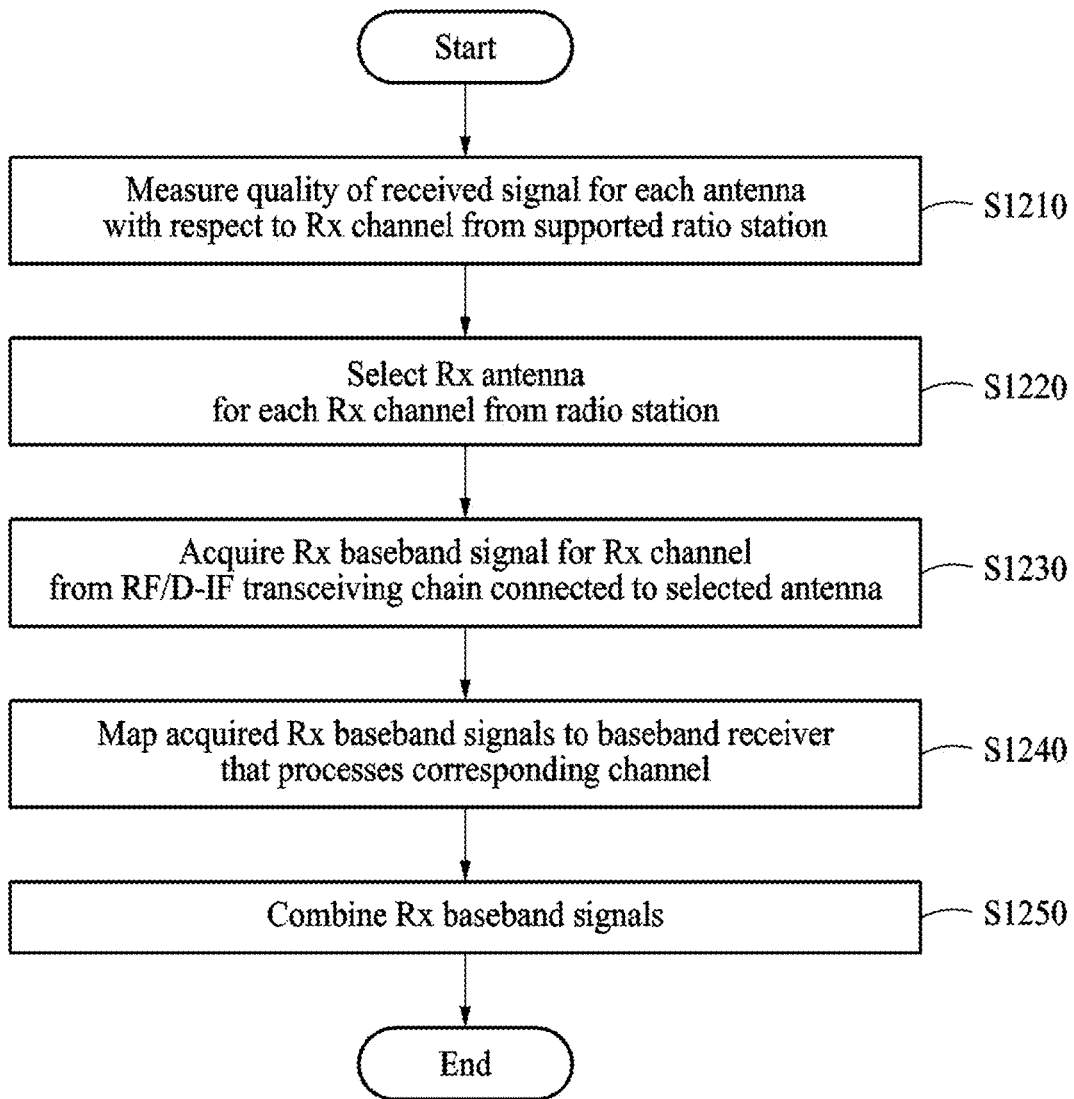 Start
Measure quality of received signal for each antenna
with respect to Rx channel from supported ratio station
S1210
Select Rx antenna
for each Rx channel from radio station
S1220
Acquire Rx baseband signal for Rx channel
from RF/D-IF transceiving chain connected to selected antenna
S1230
Map acquired Rx baseband signals to baseband receiver
that processes corresponding channel
S1240
Combine Rx baseband signals
S1250
End